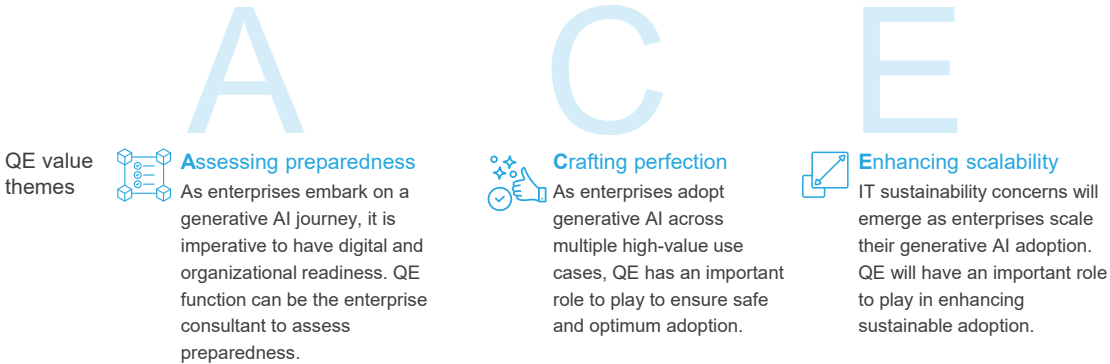 A
C
E
QE value
themes
Assessing preparedness
As enterprises embark on a
generative AI journey, it is
imperative to have digital and
organizational readiness. QE
function can be the enterprise
consultant to assess
preparedness.
Crafting perfection
As enterprises adopt
generative AI across
multiple high-value use
cases, QE has an important
role to play to ensure safe
and optimum adoption.
Enhancing scalability
IT sustainability concerns will
emerge as enterprises scale
their generative AI adoption.
QE will have an important role
to play in enhancing
sustainable adoption.